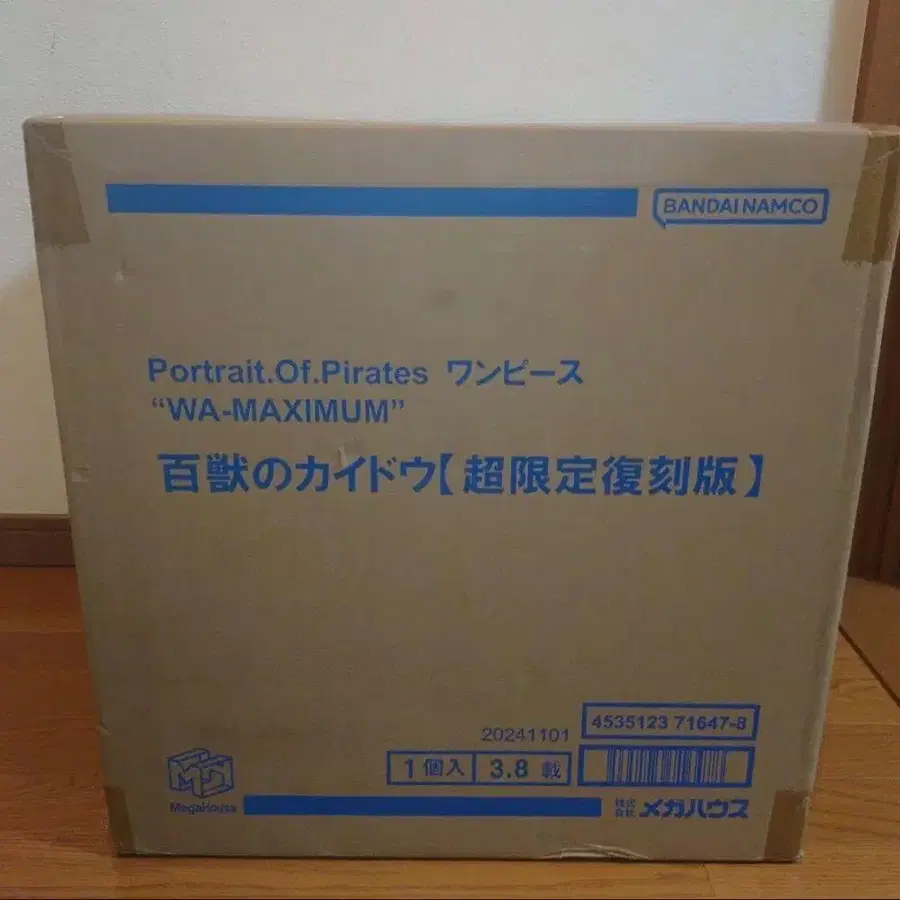 BANDAI NAMCO
Portrait.Of.Pirates ワンピース
“WA-MAXIMUM”
百獣のカイドウ【超限定復刻版】
20241101
4535123 71647-8
1個入 3.8 載
MegaHouse
株式会社 メガハウス